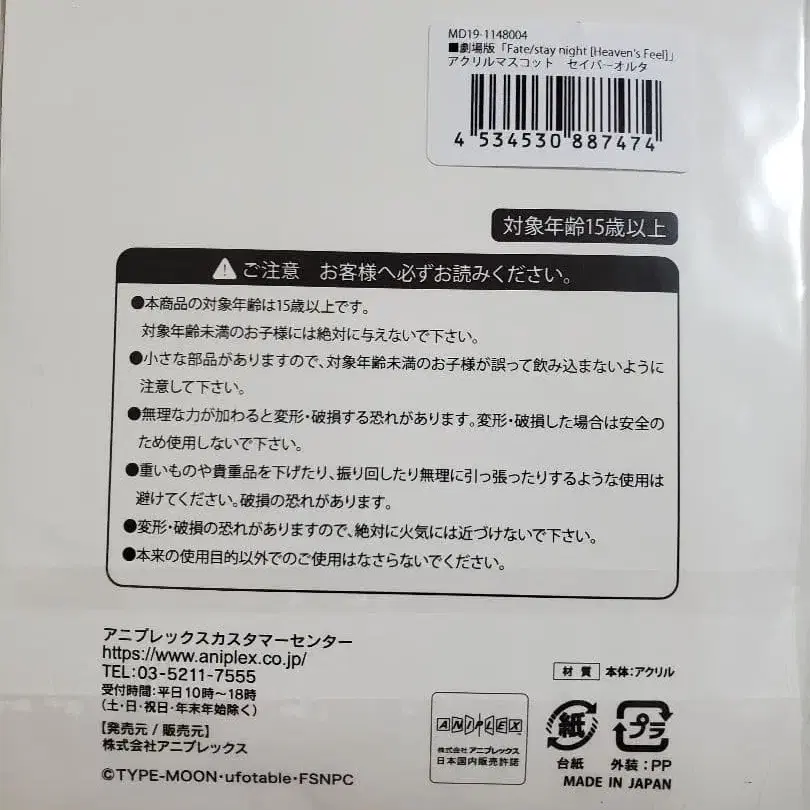 MD19-1148004
■劇場版「Fate/stay night [Heaven's Feel]」
アクリルマスコット　セイバーオルタ
4 534530 887474
対象年齢15歳以上
ご注意　お客様へ必ずお読みください。
●本商品の対象年齢は15歳以上です。
対象年齢未満のお子様には絶対に与えないで下さい。
●小さな部品がありますので、対象年齢未満のお子様が誤って飲み込まないように
注意して下さい。
●無理な力が加わると変形・破損する恐れがあります。変形・破損した場合は安全の
ため使用しないで下さい。
●重いものや貴重品を下げたり、振り回したり無理に引っ張ったりするような使用は
避けてください。破損の恐れがあります。
●変形・破損の恐れがありますので、絶対に火気には近づけないで下さい。
●本来の使用目的以外でのご使用はなさらないでください。
アニプレックスカスタマーセンター
https://www.aniplex.co.jp/
TEL:03-5211-7555
受付時間:平日10時～18時
(土・日・祝日・年末年始除く)
【発売元 / 販売元】
株式会社アニプレックス
©TYPE-MOON・ufotable・FSNPC
材質 本体:アクリル
ANIPLEX
株式会社アニプレックス
日本国内販売許諾
紙
台紙
プラ
外装:PP
MADE IN JAPAN